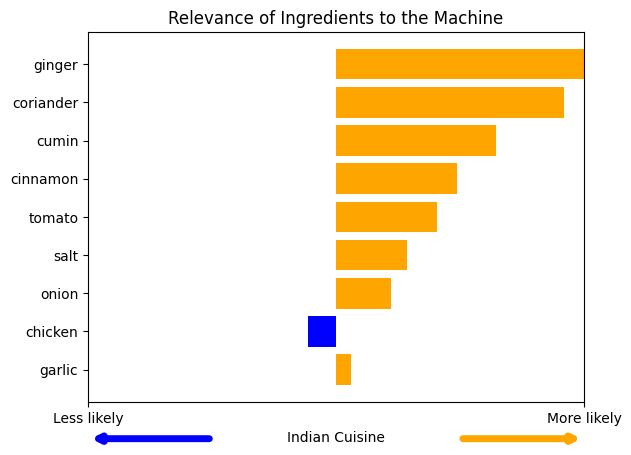 Relevance of Ingredients to the Machine
ginger
coriander
cumin
cinnamon
tomato
salt
onion
chicken
garlic
Less likely
More likely
Indian Cuisine